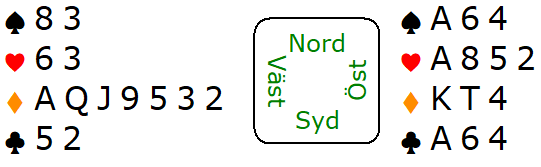 ♠ 8 3
♥ 6 3
♦ A Q J 9 5 3 2
♣ 5 2
Nord
Väst
Öst
Syd
♠ A 6 4
♥ A 8 5 2
♦ K T 4
♣ A 6 4